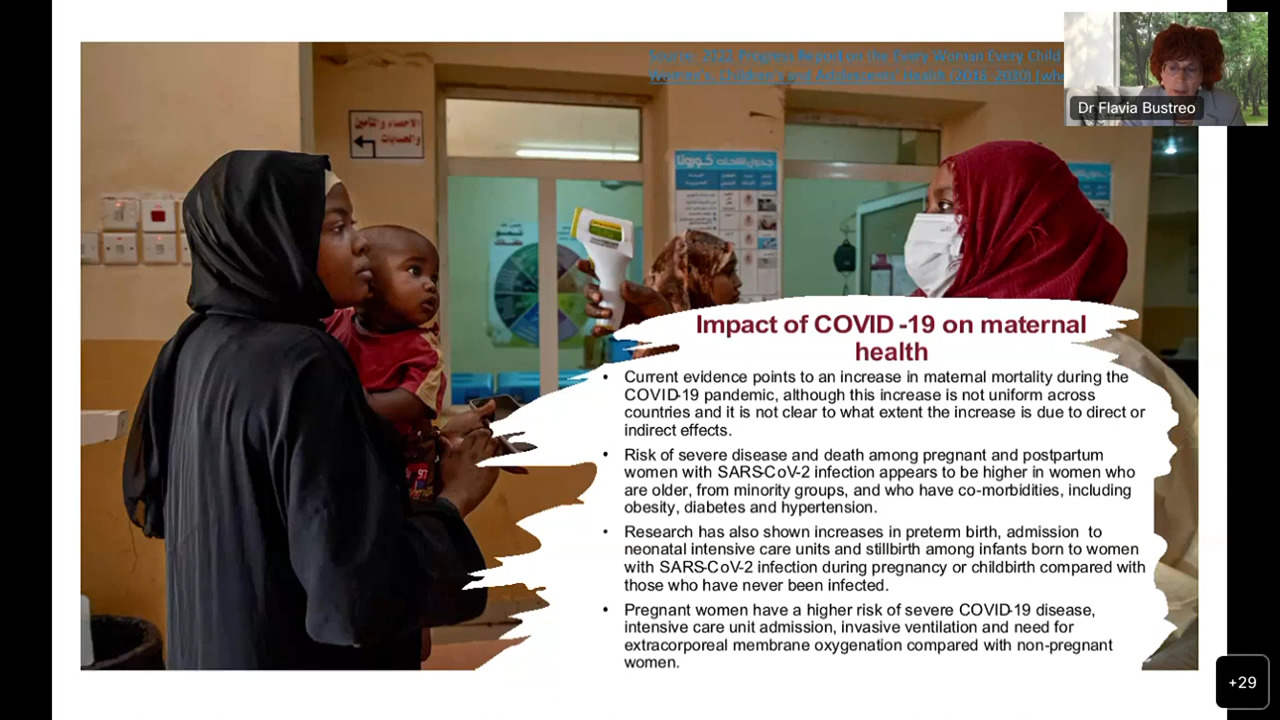 Source: 2022 Progress Report on the Every Woman Every Child
Women's, Children's and Adolescents' Health (2016-2030) (who
Dr Flavia Bustreo
الإحصاء والتأمين
والحسابات
جدول لقاحات كورونا
Impact of COVID -19 on maternal
health
• Current evidence points to an increase in maternal mortality during the
COVID-19 pandemic, although this increase is not uniform across
countries and it is not clear to what extent the increase is due to direct or
indirect effects.
• Risk of severe disease and death among pregnant and postpartum
women with SARS-CoV-2 infection appears to be higher in women who
are older, from minority groups, and who have co-morbidities, including
obesity, diabetes and hypertension.
• Research has also shown increases in preterm birth, admission to
neonatal intensive care units and stillbirth among infants born to women
with SARS-CoV-2 infection during pregnancy or childbirth compared with
those who have never been infected.
• Pregnant women have a higher risk of severe COVID-19 disease,
intensive care unit admission, invasive ventilation and need for
extracorporeal membrane oxygenation compared with non-pregnant
women.
97
+29